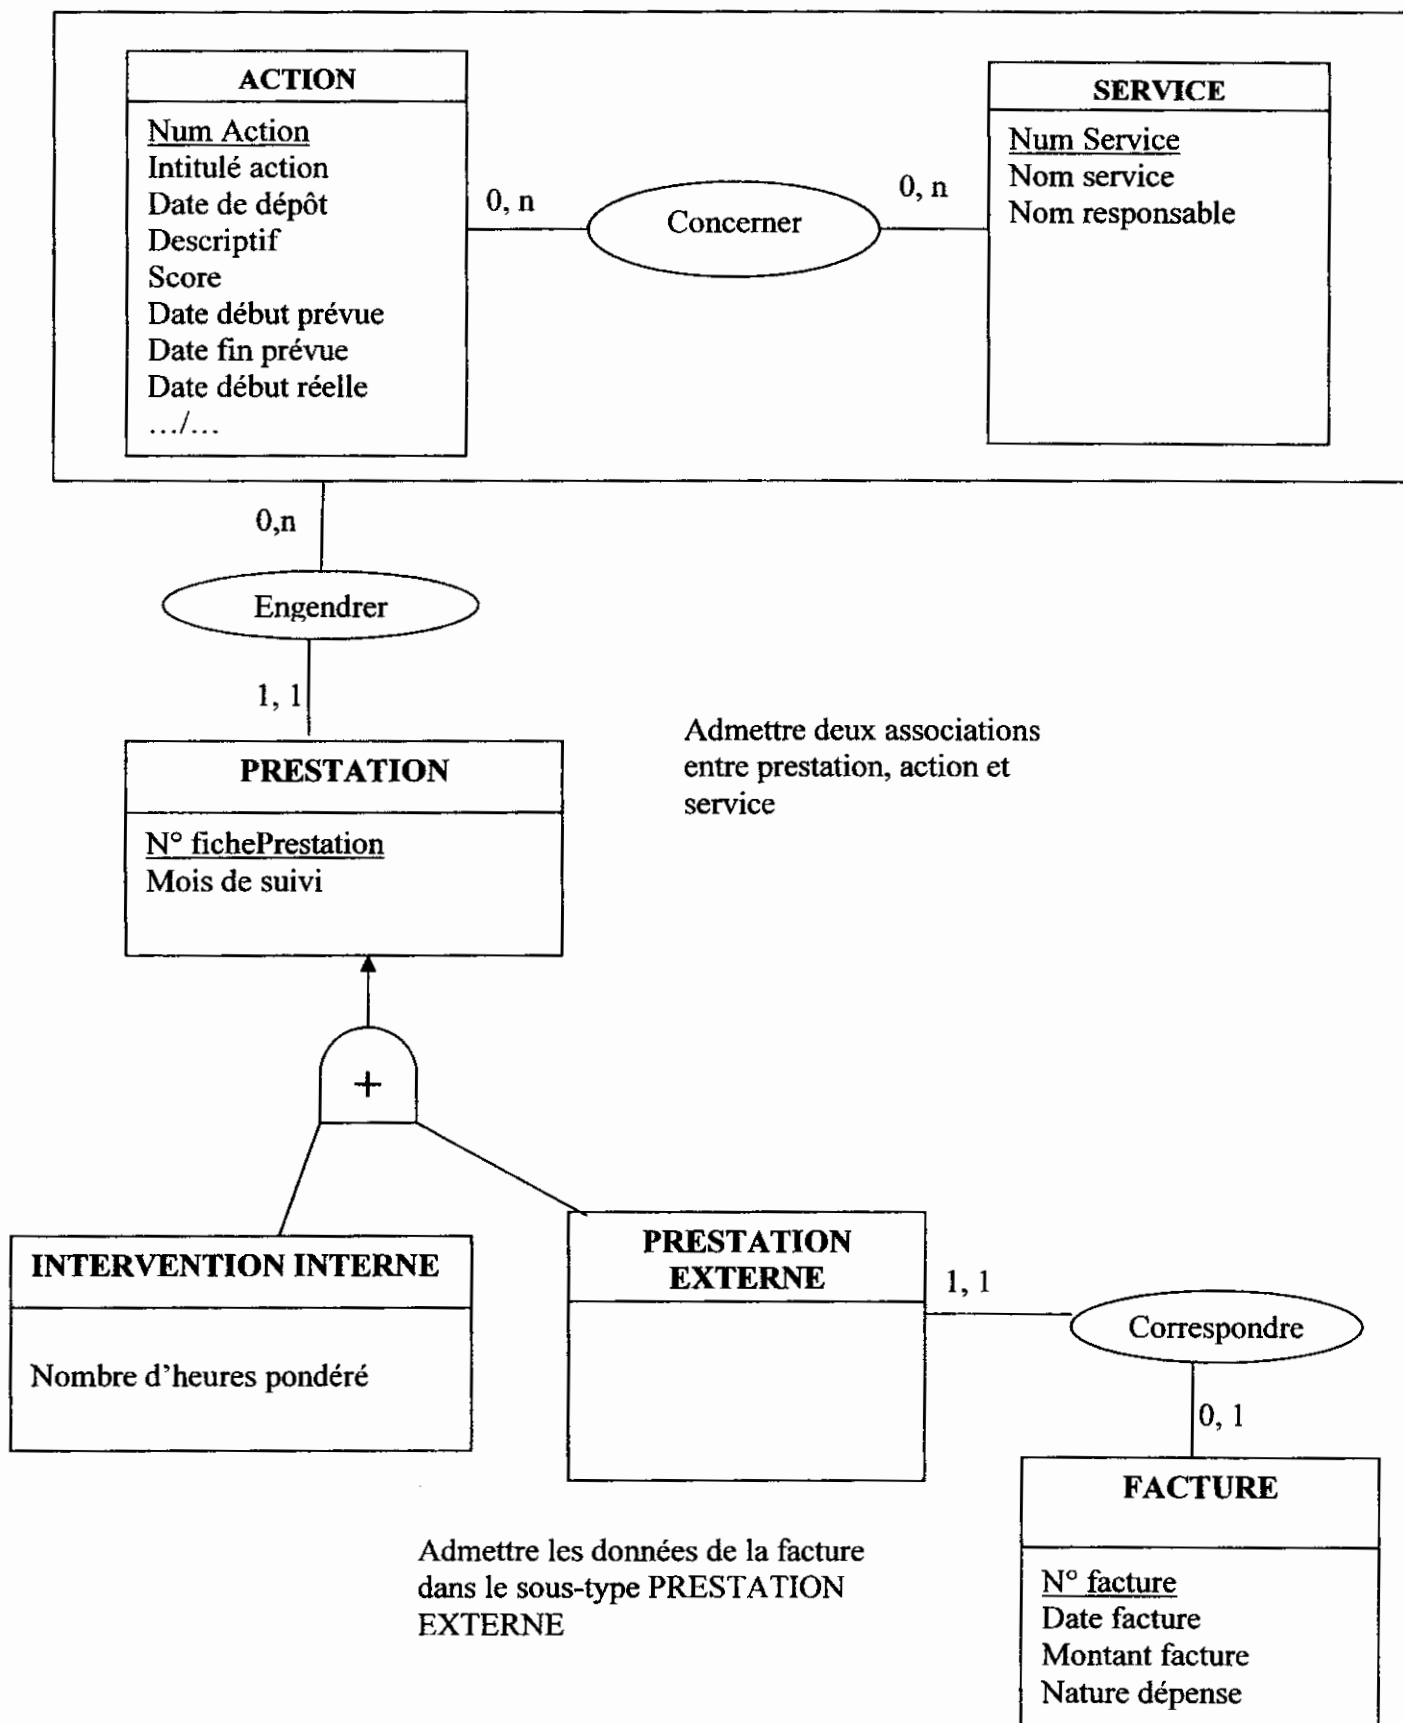 ACTION
Num Action
Intitulé action
Date de dépôt
Descriptif
Score
Date début prévue
Date fin prévue
Date début réelle
…/…
0, n
Concerner
0, n
SERVICE
Num Service
Nom service
Nom responsable
0,n
Engendrer
1, 1
PRESTATION
N° fichePrestation
Mois de suivi
Admettre deux associations
entre prestation, action et
service
+
INTERVENTION INTERNE
Nombre d'heures pondéré
PRESTATION
EXTERNE
1, 1
Correspondre
0, 1
FACTURE
N° facture
Date facture
Montant facture
Nature dépense
Admettre les données de la facture
dans le sous-type PRESTATION
EXTERNE